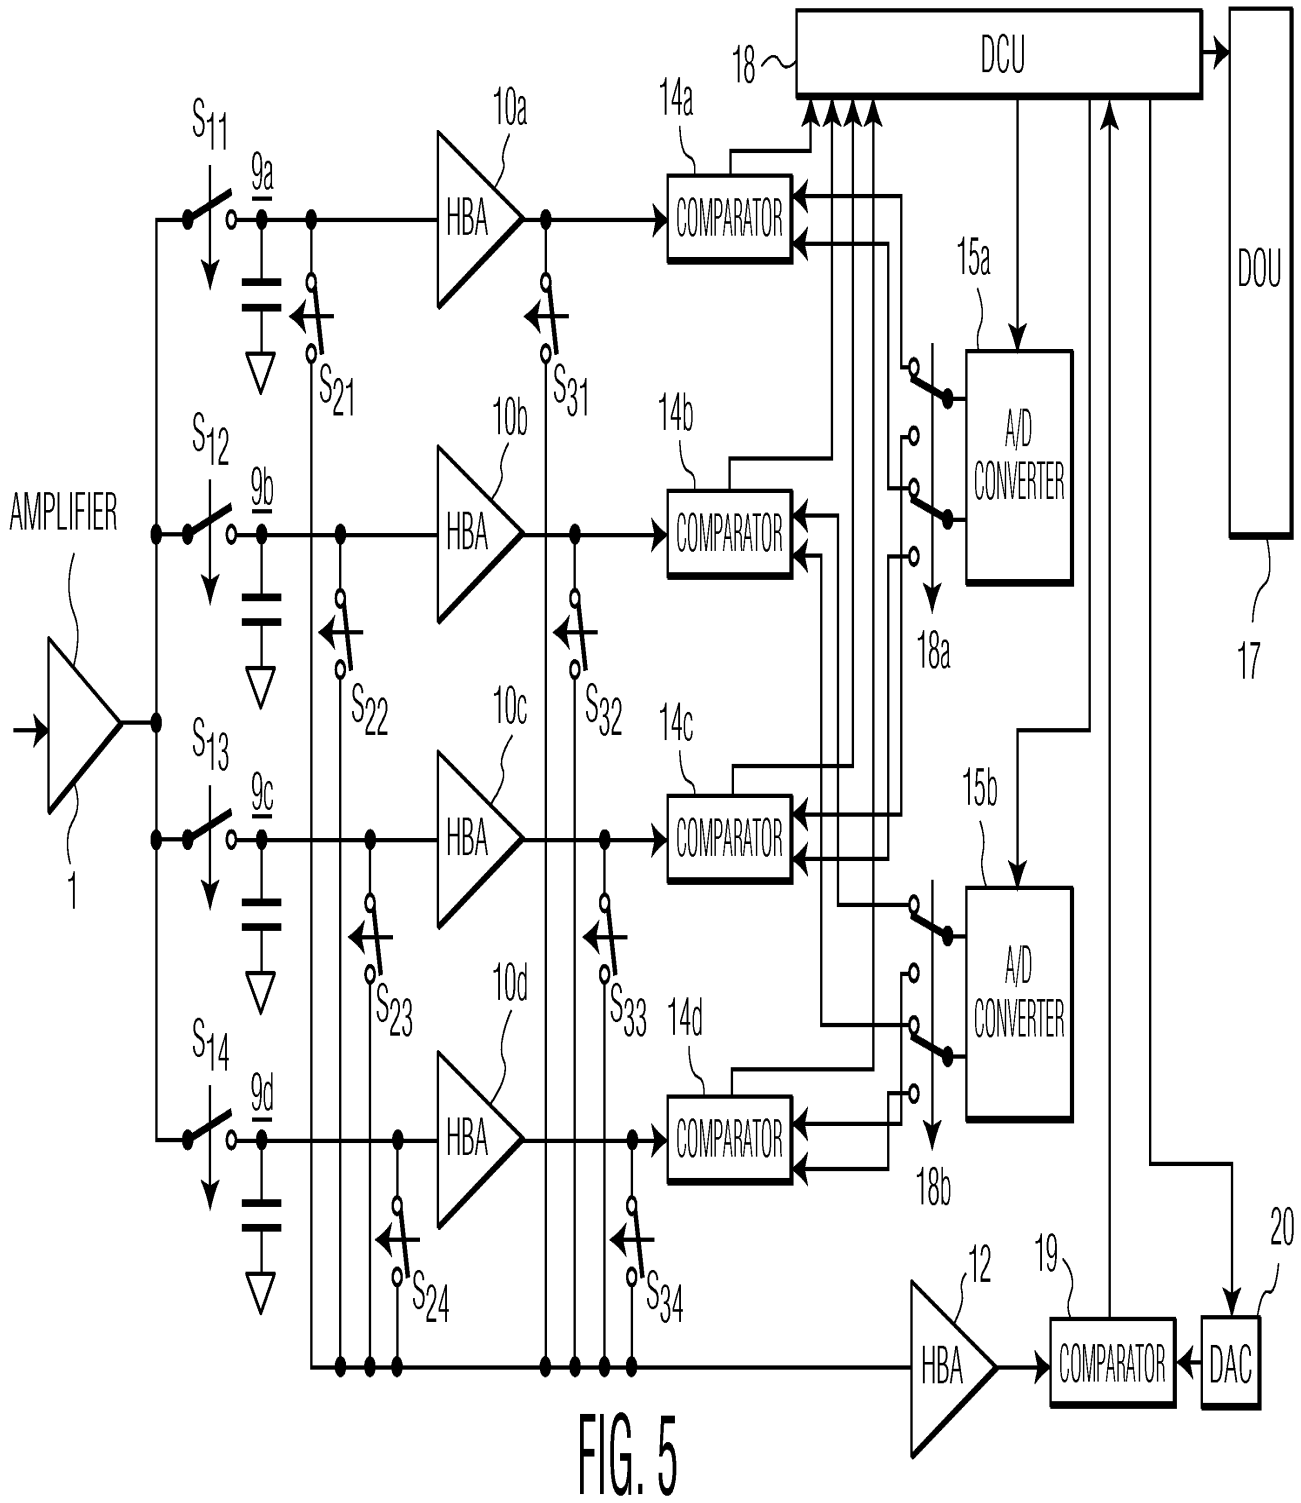 18
DCU
DOU
17
S11
9a
10a
HBA
14a
COMPARATOR
S21
S31
15a
A/D
CONVERTER
18a
S12
9b
10b
HBA
14b
COMPARATOR
S22
S32
AMPLIFIER
1
S13
9c
10c
HBA
14c
COMPARATOR
S23
S33
15b
A/D
CONVERTER
18b
S14
9d
10d
HBA
14d
COMPARATOR
S24
S34
12
HBA
19
COMPARATOR
20
DAC
FIG. 5